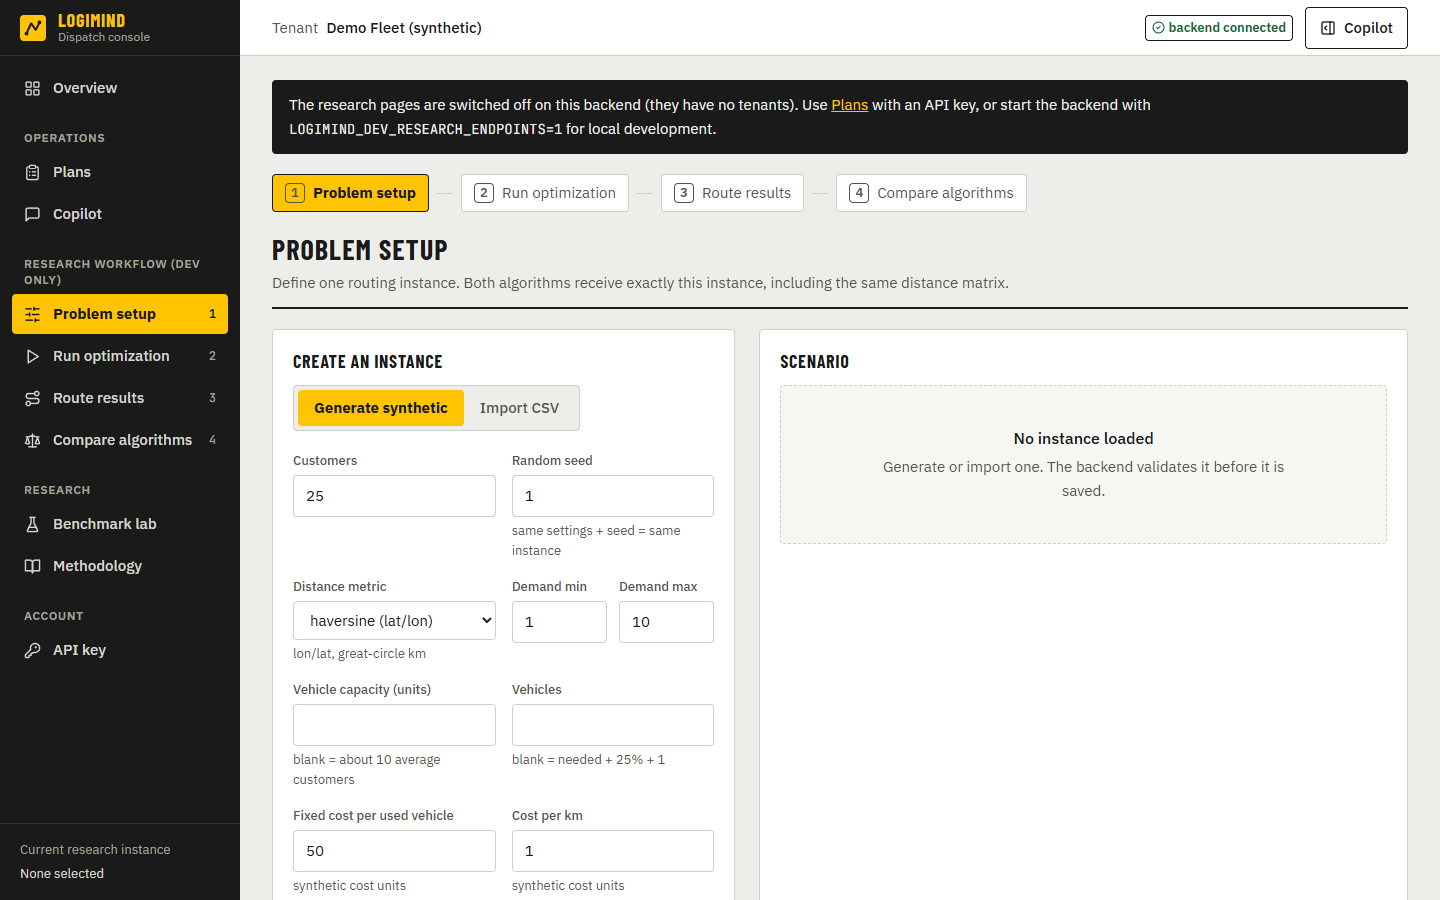 LOGIMIND
Dispatch console
Overview
OPERATIONS
Plans
Copilot
RESEARCH WORKFLOW (DEV
ONLY)
Problem setup 1
Run optimization 2
Route results 3
Compare algorithms 4
RESEARCH
Benchmark lab
Methodology
ACCOUNT
API key
Current research instance
None selected
Tenant Demo Fleet (synthetic)
backend connected
Copilot
The research pages are switched off on this backend (they have no tenants). Use Plans with an API key, or start the backend with
LOGIMIND_DEV_RESEARCH_ENDPOINTS=1 for local development.
1 Problem setup
2 Run optimization
3 Route results
4 Compare algorithms
PROBLEM SETUP
Define one routing instance. Both algorithms receive exactly this instance, including the same distance matrix.
CREATE AN INSTANCE
Generate synthetic Import CSV
Customers Random seed
25 1
same settings + seed = same
instance
Distance metric Demand min Demand max
haversine (lat/lon) 1 10
lon/lat, great-circle km
Vehicle capacity (units) Vehicles
blank = about 10 average
customers
blank = needed + 25% + 1
Fixed cost per used vehicle Cost per km
50 1
synthetic cost units synthetic cost units
SCENARIO
No instance loaded
Generate or import one. The backend validates it before it is
saved.